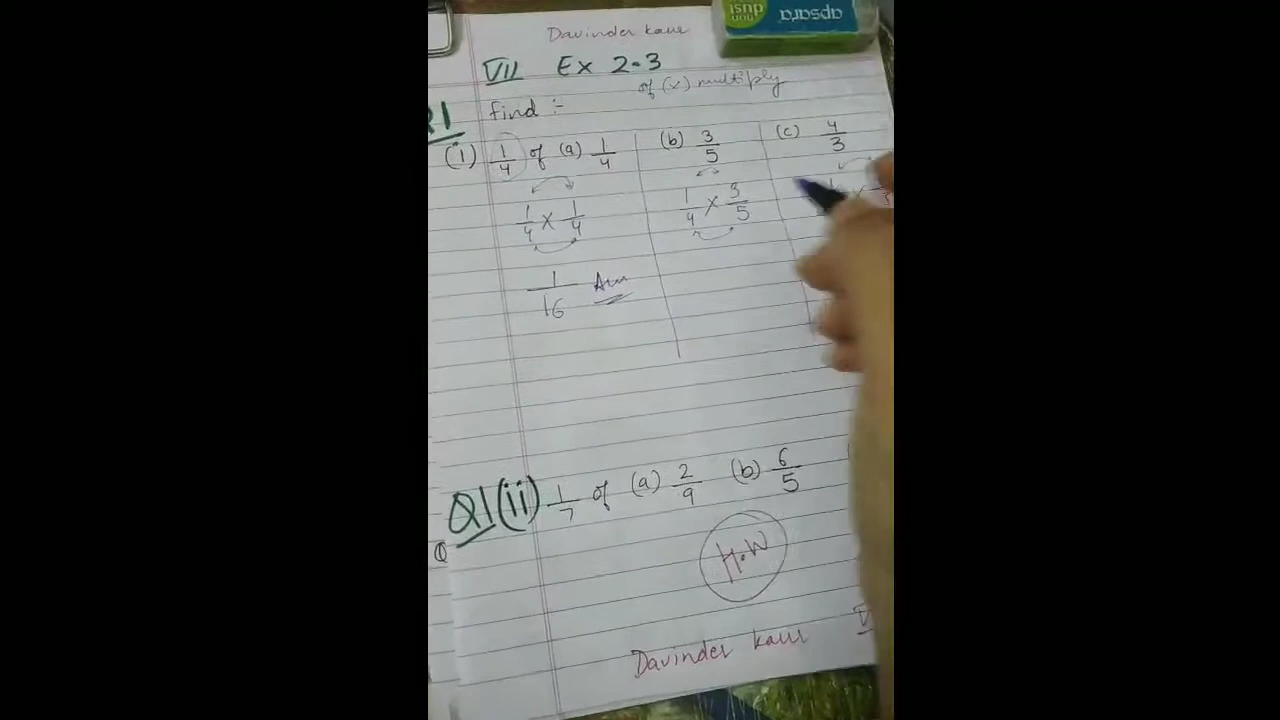 non dust apsara
Davinder kaur
VII Ex 2.3
of (x) multiply
Q1 find :-
(i) 1/4 of (a) 1/4 (b) 3/5 (c) 4/3
1/4 x 1/4 1/4 x 3/5 x
1/16 Ans
Q1(ii) 1/7 of (a) 2/9 (b) 6/5
H.W
Davinder kaur